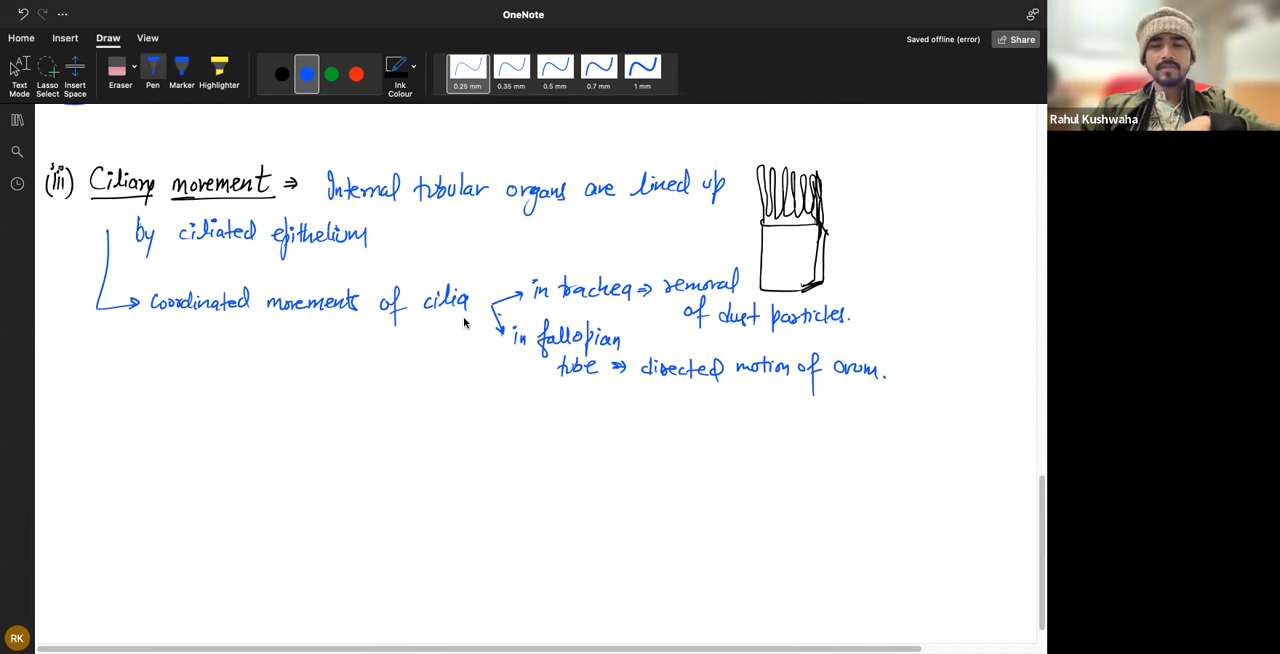 OneNote
Home Insert Draw View
Saved offline (error) Share
Text Mode Lasso Select Insert Space Eraser Pen Marker Highlighter Ink Colour 0.25 mm 0.35 mm 0.5 mm 0.7 mm 1 mm
Rahul Kushwaha
(iii) Ciliary movement ⇒ Internal tubular organs are lined up
by ciliated epithelium
→ Coordinated movements of cilia
in trachea ⇒ removal
of dust particles.
in fallopian
tube ⇒ directed motion of ovum.
RK